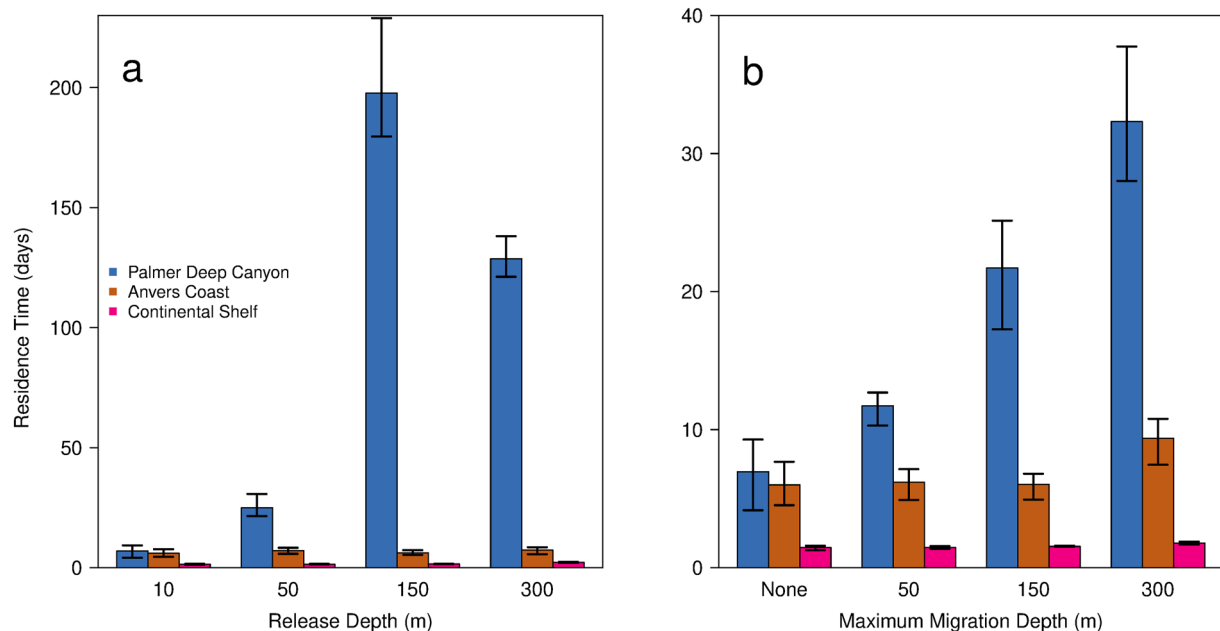 a
200
150
100
50
0
Residence Time (days)
Palmer Deep Canyon
Anvers Coast
Continental Shelf
10 50 150 300
Release Depth (m)
b
40
30
20
10
0
None 50 150 300
Maximum Migration Depth (m)